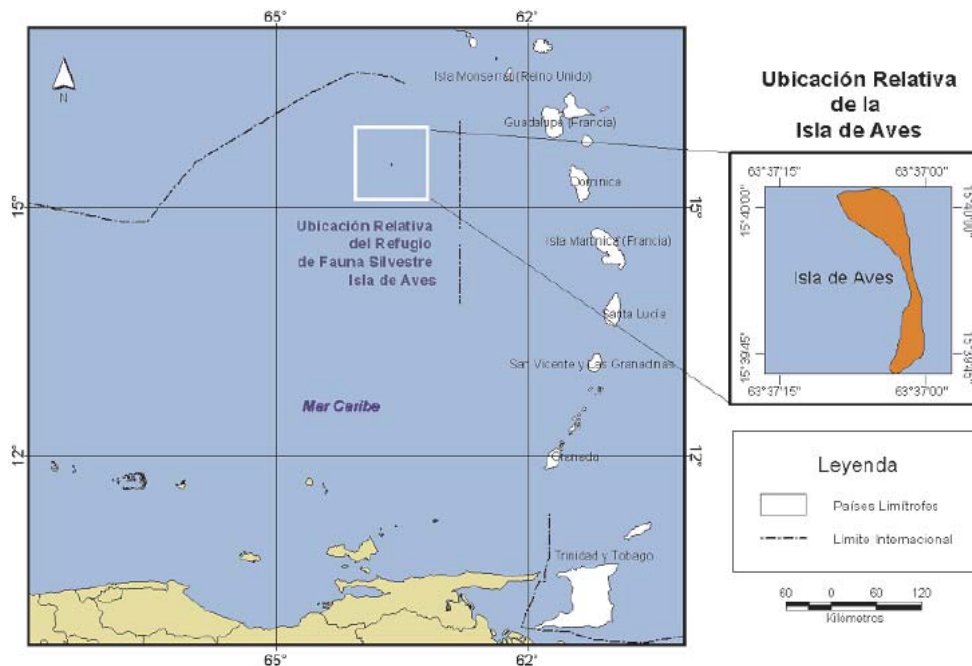 65°
62°
N
Isla Monserrat (Reino Unido)
Guadalupe (Francia)
Dominica
15°
15°
Ubicación Relativa
del Refugio
de Fauna Silvestre
Isla de Aves
Isla Martinica (Francia)
Santa Lucía
San Vicente y Las Granadinas
Mar Caribe
12°
12°
Granada
Trinidad y Tobago
65°
62°
Ubicación Relativa
de la
Isla de Aves
63°37'15"
63°37'00"
15°40'00"
15°40'00"
Isla de Aves
15°39'45"
15°39'45"
63°37'15"
63°37'00"
Leyenda
Países Limítrofes
Límite Internacional
60 0 60 120
Kilómetros